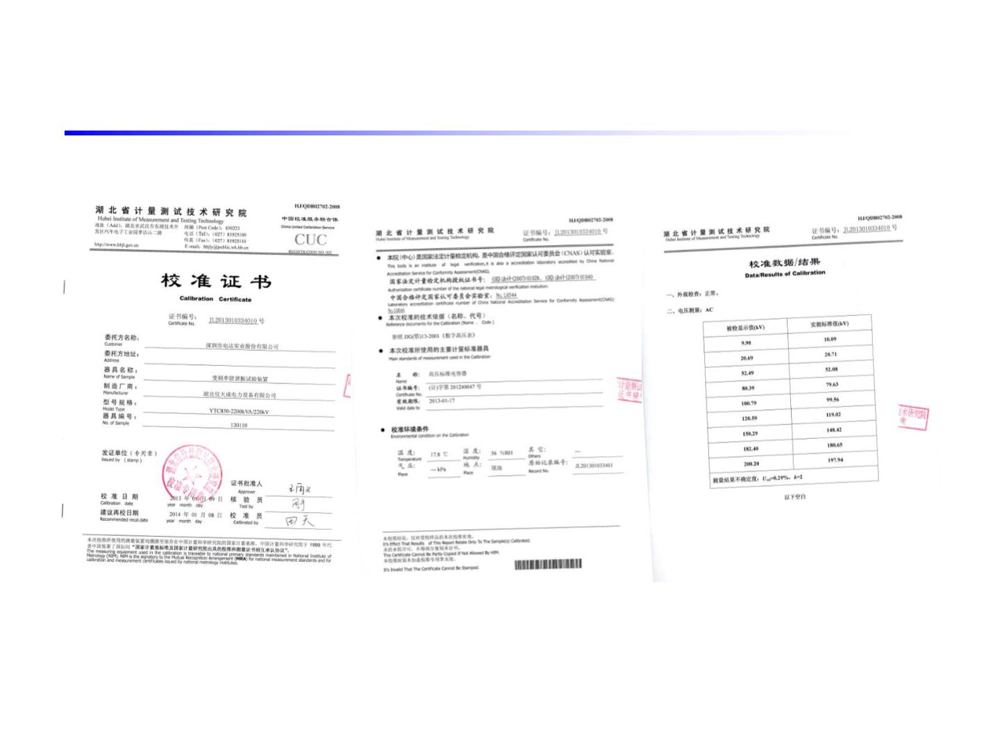 HJ/QDB02702-2008
湖北省计量测试技术研究院
Hubei Institute of Measurement and Testing Technology
地址（Add）：湖北省武汉市东湖技术开
发区汽车电子工业园茅店山二路
邮编（Post Code）：430223
电话（Tel）：（027）81925100
传真（Fax）：（027）81925110
http://www.hbjl.gov.cn
E-mail：hbjly@public.wh.hb.cn
中国校准服务联合体
China United Calibration Service
CUC
校准证书
Calibration Certificate
证书编号： JL2013010334010 号
Certificate No.
委托方名称： 深圳市电达实业股份有限公司
Customer
委托方地址：
Address
器具名称： 变频串联谐振试验装置
Name of Sample
制造厂商： 湖北仪天成电力设备有限公司
Manufacturer
型号规格： YTC850-2200kVA/220kV
Model Type
器具编号： 130110
No. of Sample
发证单位（专用章）
Issued by （stamp）
校准专用章
证书批准人
Approver
校准日期 2013 年 01 月 09 日 核验员
Calibration date year month day Test by
建议再校日期 2014 年 01 月 08 日 校准员 田天
Recommended recal.date year month day Calibrated by
本次校准所使用的测量装置均溯源至保存在中国计量科学研究院的国家计量基准。中国计量科学研究院于 1999 年代
表中国签署了国际间“国家计量基标准及国家计量研究院出具的校准和测量证书相互承认协议”。
The measuring equipment used in the calibration is traceable to national primary standards maintained in National Institute of
Metrology (NIM). NIM is the signatory to the Mutual Recognition Arrangement (MRA) for national measurement standards and for
calibration and measurement certificates issued by national metrology institutes.
HJ/QDB02702-2008
湖北省计量测试技术研究院
Hubei Institute of Measurement and Testing Technology
证书编号： JL2013010334010 号
Certificate No.
● 本院（中心）是国家法定计量检定机构，是中国合格评定国家认可委员会（CNAS）认可实验室。
This body is an institute of legal verification,it is also a accreditation laboratory accredited by China National
Accreditation Service for Conformity Assessment(CNAS).
国家法定计量检定机构授权证书号： (国)法计(2007)01028、(国)法计(2007)01040
Authorization certificate number of the national legal metrological verification institution:
中国合格评定国家认可委员会实验室： No. L0544
Laboratory accreditation certificate number of China National Accreditation Service for Conformity Assessment(CNAS):
No.L0544
● 本次校准的技术依据（名称、代号）
Reference documents for the Calibration (Name 、 Code )
参照 JJG(鄂)13-2001《数字高压表》
● 本次校准所使用的主要计量标准器具
Main standards of measurement used in the Calibration
名称： 高压标准电容器
Name
证书编号： (计)字第 201240047 号
Certificate No.
有效期限： 2013-01-17
Valid date to
● 校准环境条件
Environmental condition on the Calibration
温度： 17.8 ℃ 湿度： 36 %RH 其它： —
Temperature Humidity Others
气压： — kPa 地点： 现场 原始记录编号： JL201301033401
Place Place Record No.
本校准结论，仅对受校样品的本次校准有效。
It's Effect That Results of This Report Relate Only To The Sample(s) Calibrated.
未经本院许可，不得部分复制本证书。
This Certificate Cannot Be Partly Copied If Not Allowed By HIM.
本校准封面未加盖校准专用章无效。
It's Invalid That The Certificate Cannot Be Stamped.
HJ/QDB02702-2008
湖北省计量测试技术研究院
Hubei Institute of Measurement and Testing Technology
证书编号： JL2013010334010 号
Certificate No.
校准数据/结果
Data/Results of Calibration
一、外观检查：正常。
二、电压测量：AC
被检显示值(kV) 实测标准值(kV)
9.90 10.09
20.69 20.71
52.49 52.08
80.39 79.63
100.79 99.56
120.59 119.02
150.29 148.42
182.40 180.65
200.20 197.94
测量结果不确定度：Urel=0.29%，k=2
以下空白
术研究院